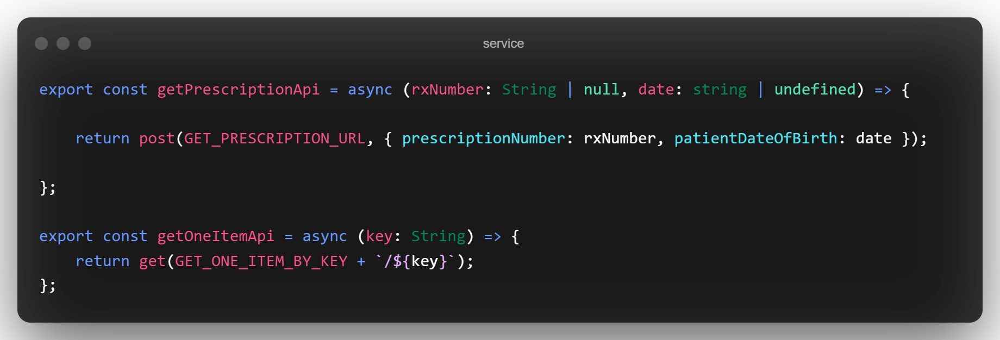 service
export const getPrescriptionApi = async (rxNumber: String | null, date: string | undefined) => {
return post(GET_PRESCRIPTION_URL, { prescriptionNumber: rxNumber, patientDateOfBirth: date });
};
export const getOneItemApi = async (key: String) => {
return get(GET_ONE_ITEM_BY_KEY + `/${key}`);
};